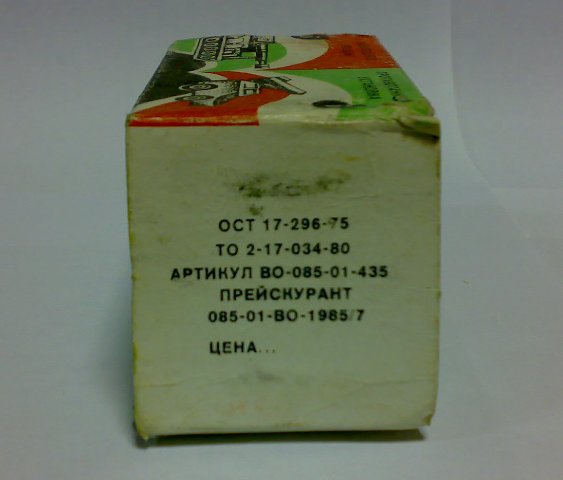 ОСТ 17-296-75
ТО 2-17-034-80
АРТИКУЛ ВО-085-01-435
ПРЕЙСКУРАНТ
085-01-ВО-1985/7
ЦЕНА...